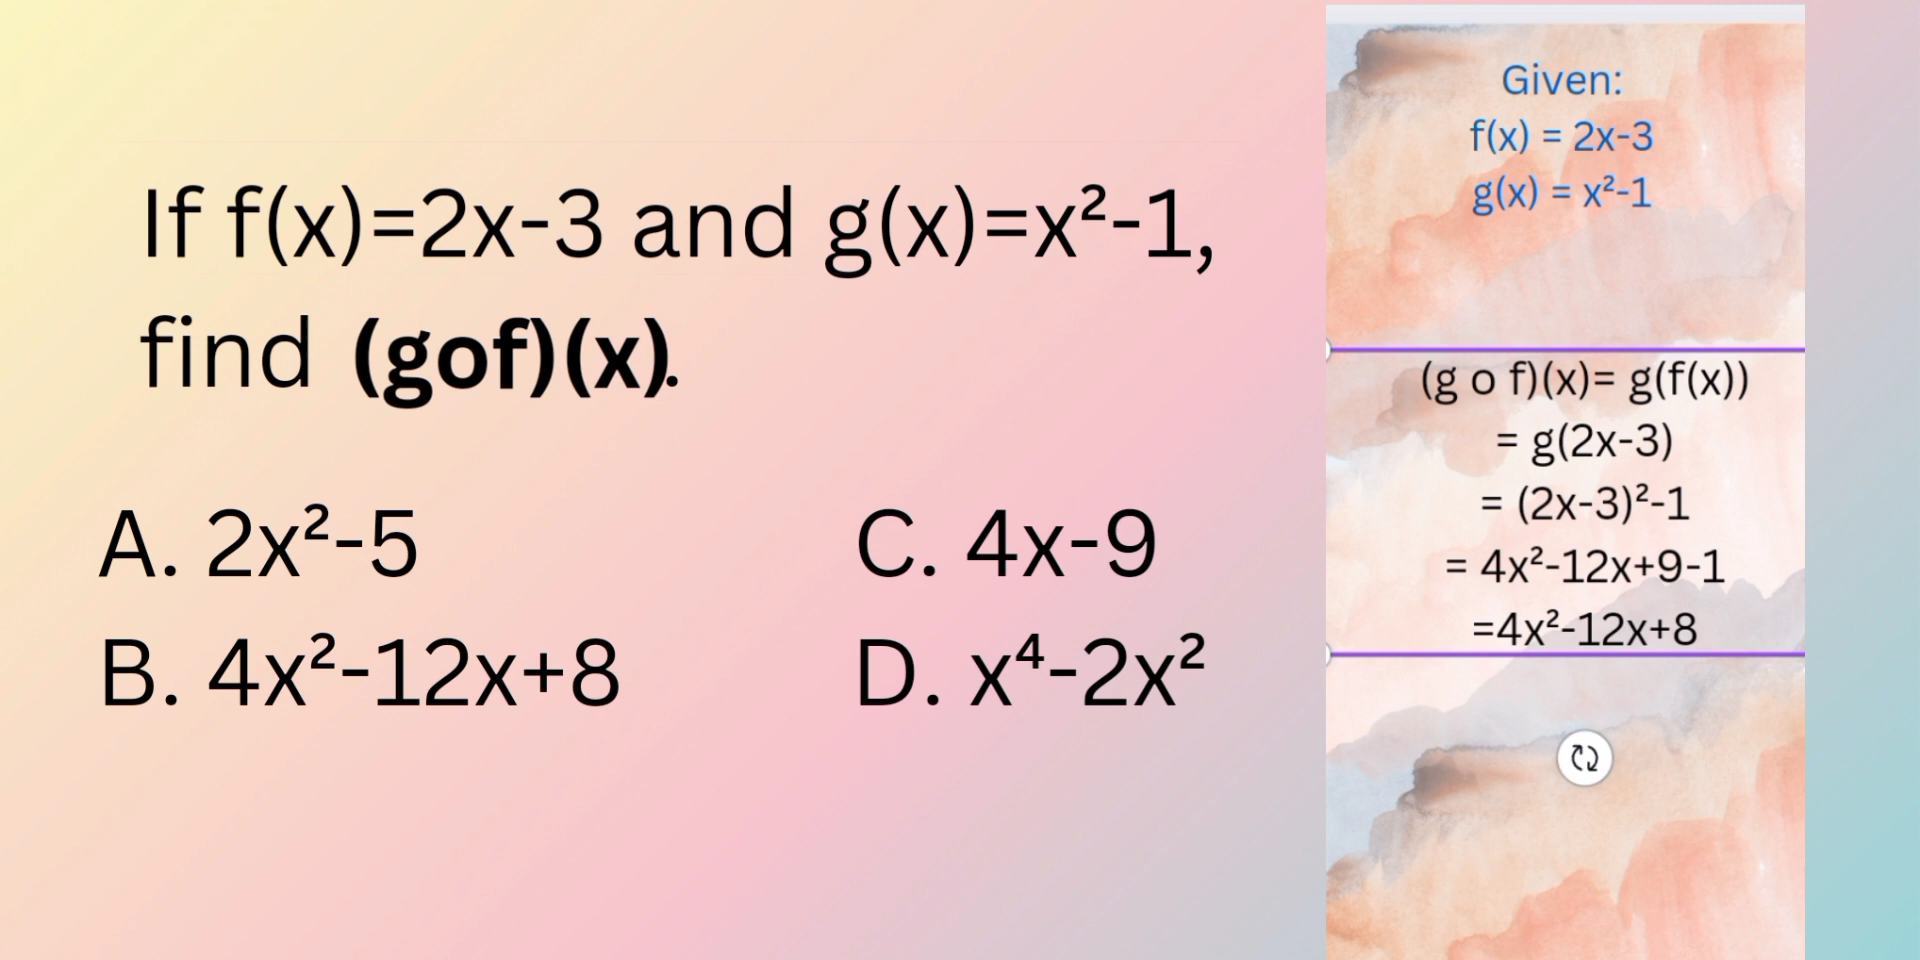 If f(x)=2x-3 and g(x)=x²-1,
find (gof)(x).
A. 2x²-5
B. 4x²-12x+8
C. 4x-9
D. x⁴-2x²
Given:
f(x) = 2x-3
g(x) = x²-1
(g o f)(x)= g(f(x))
= g(2x-3)
= (2x-3)²-1
= 4x²-12x+9-1
=4x²-12x+8